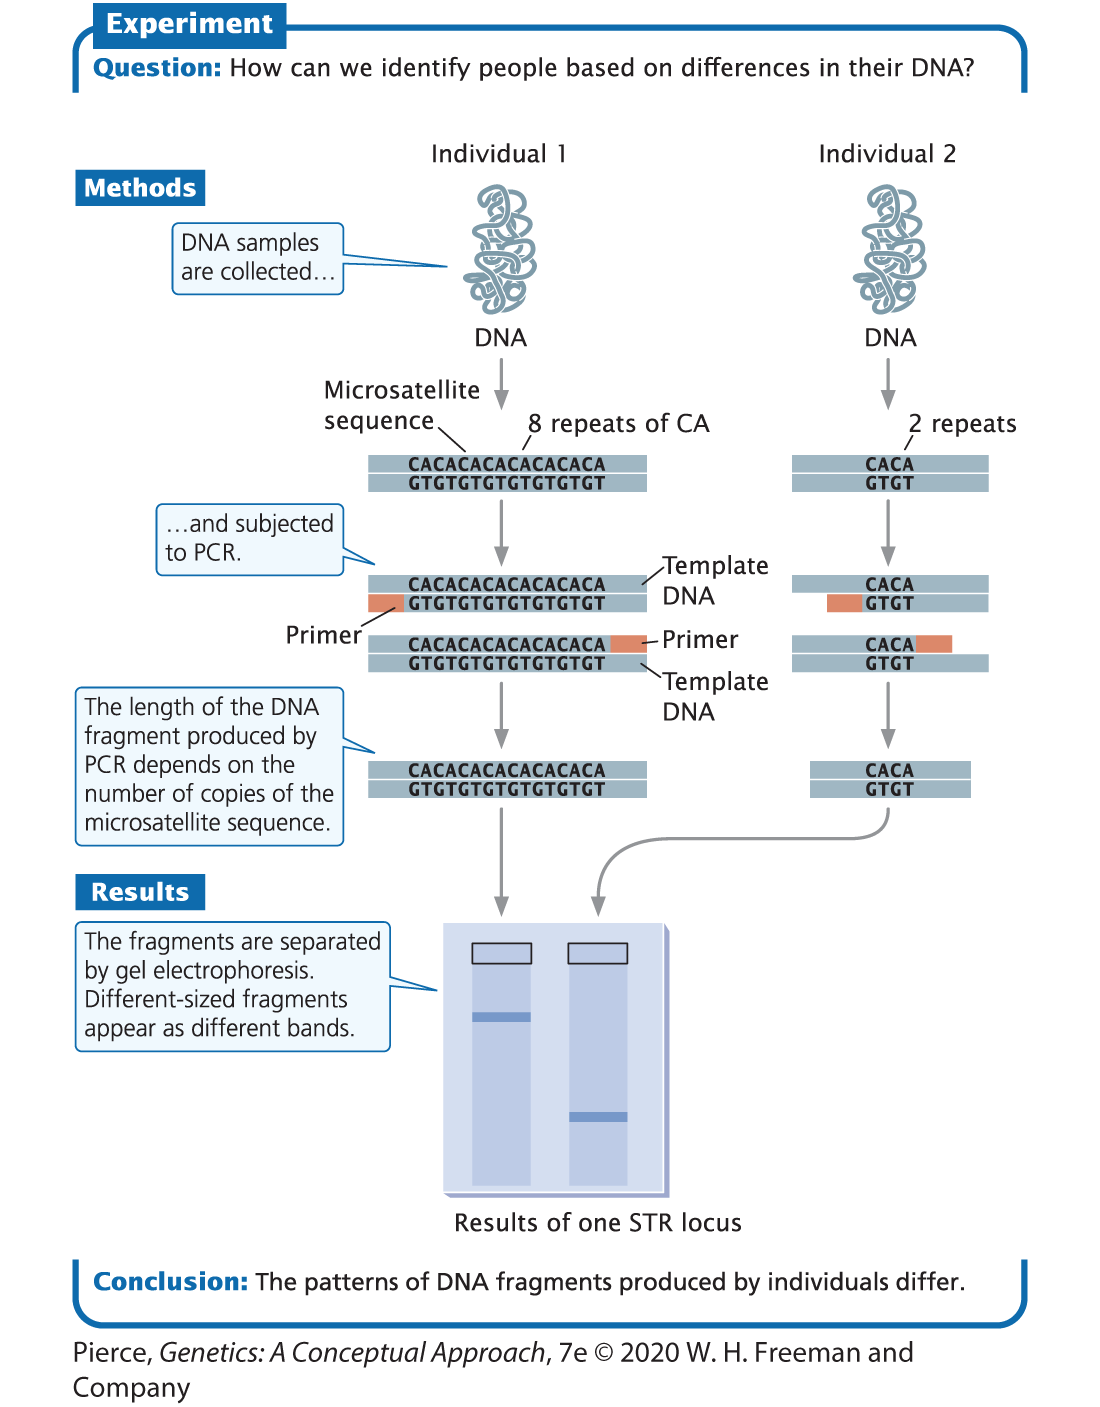 Experiment
Question: How can we identify people based on differences in their DNA?
Individual 1
Individual 2
Methods
DNA samples
are collected…
DNA
DNA
Microsatellite
sequence
8 repeats of CA
2 repeats
CACACACACACACACA
GTGTGTGTGTGTGTGT
CACA
GTGT
…and subjected
to PCR.
CACACACACACACACA
GTGTGTGTGTGTGTGT
Template
DNA
CACA
GTGT
Primer
CACACACACACACACA
GTGTGTGTGTGTGTGT
Primer
Template
DNA
CACA
GTGT
The length of the DNA
fragment produced by
PCR depends on the
number of copies of the
microsatellite sequence.
CACACACACACACACA
GTGTGTGTGTGTGTGT
CACA
GTGT
Results
The fragments are separated
by gel electrophoresis.
Different-sized fragments
appear as different bands.
Results of one STR locus
Conclusion: The patterns of DNA fragments produced by individuals differ.
Pierce, Genetics: A Conceptual Approach, 7e © 2020 W. H. Freeman and
Company